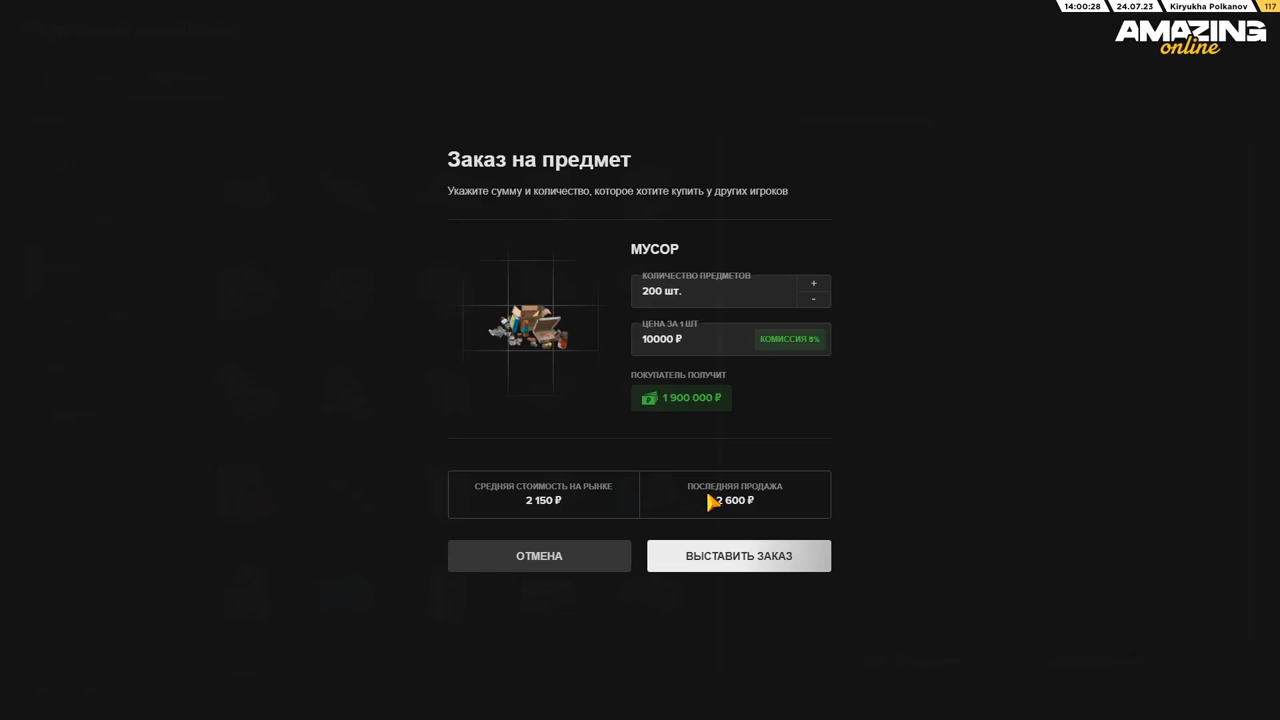 14:00:28 24.07.23 Kiryukha Polkanov 117
AMAZING
online
Заказ на предмет
Укажите сумму и количество, которое хотите купить у других игроков
МУСОР
КОЛИЧЕСТВО ПРЕДМЕТОВ
200 шт.
+
-
ЦЕНА ЗА 1 ШТ
10000 ₽
КОМИССИЯ 5%
ПОКУПАТЕЛЬ ПОЛУЧИТ
1 900 000 ₽
СРЕДНЯЯ СТОИМОСТЬ НА РЫНКЕ
2 150 ₽
ПОСЛЕДНЯЯ ПРОДАЖА
2 600 ₽
ОТМЕНА
ВЫСТАВИТЬ ЗАКАЗ